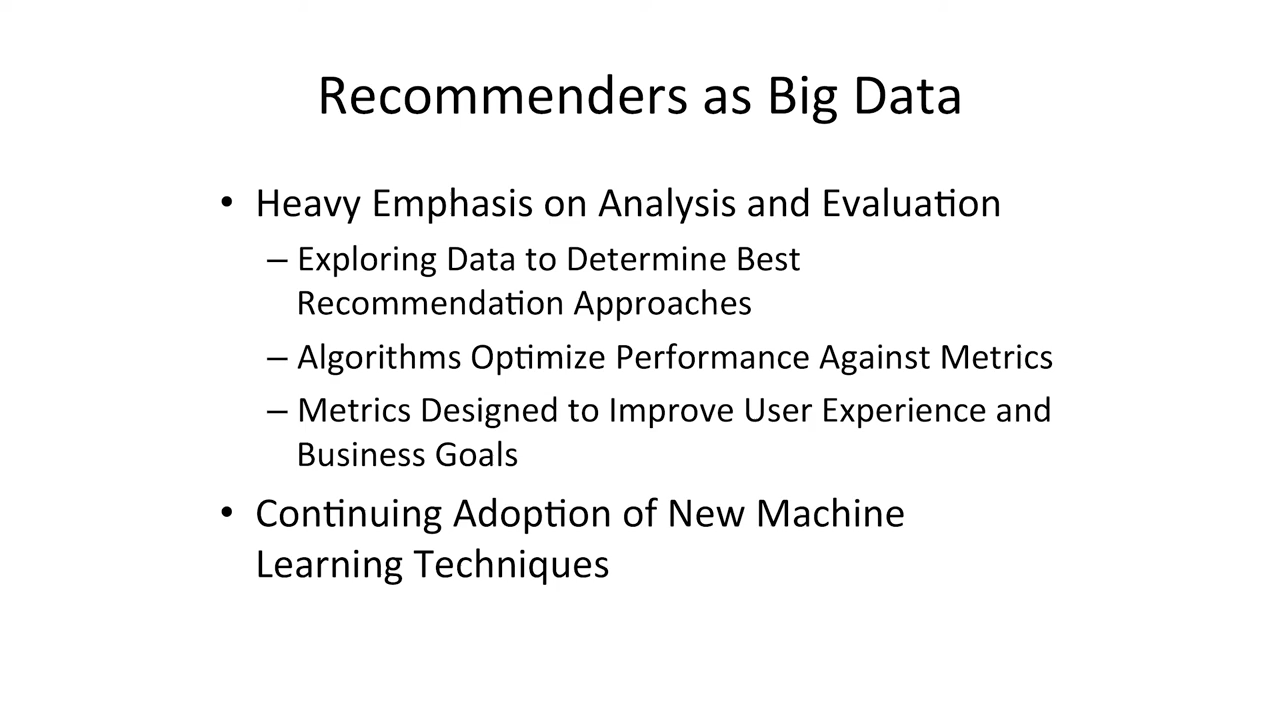 Recommenders as Big Data
• Heavy Emphasis on Analysis and Evaluation
– Exploring Data to Determine Best
Recommendation Approaches
– Algorithms Optimize Performance Against Metrics
– Metrics Designed to Improve User Experience and
Business Goals
• Continuing Adoption of New Machine
Learning Techniques